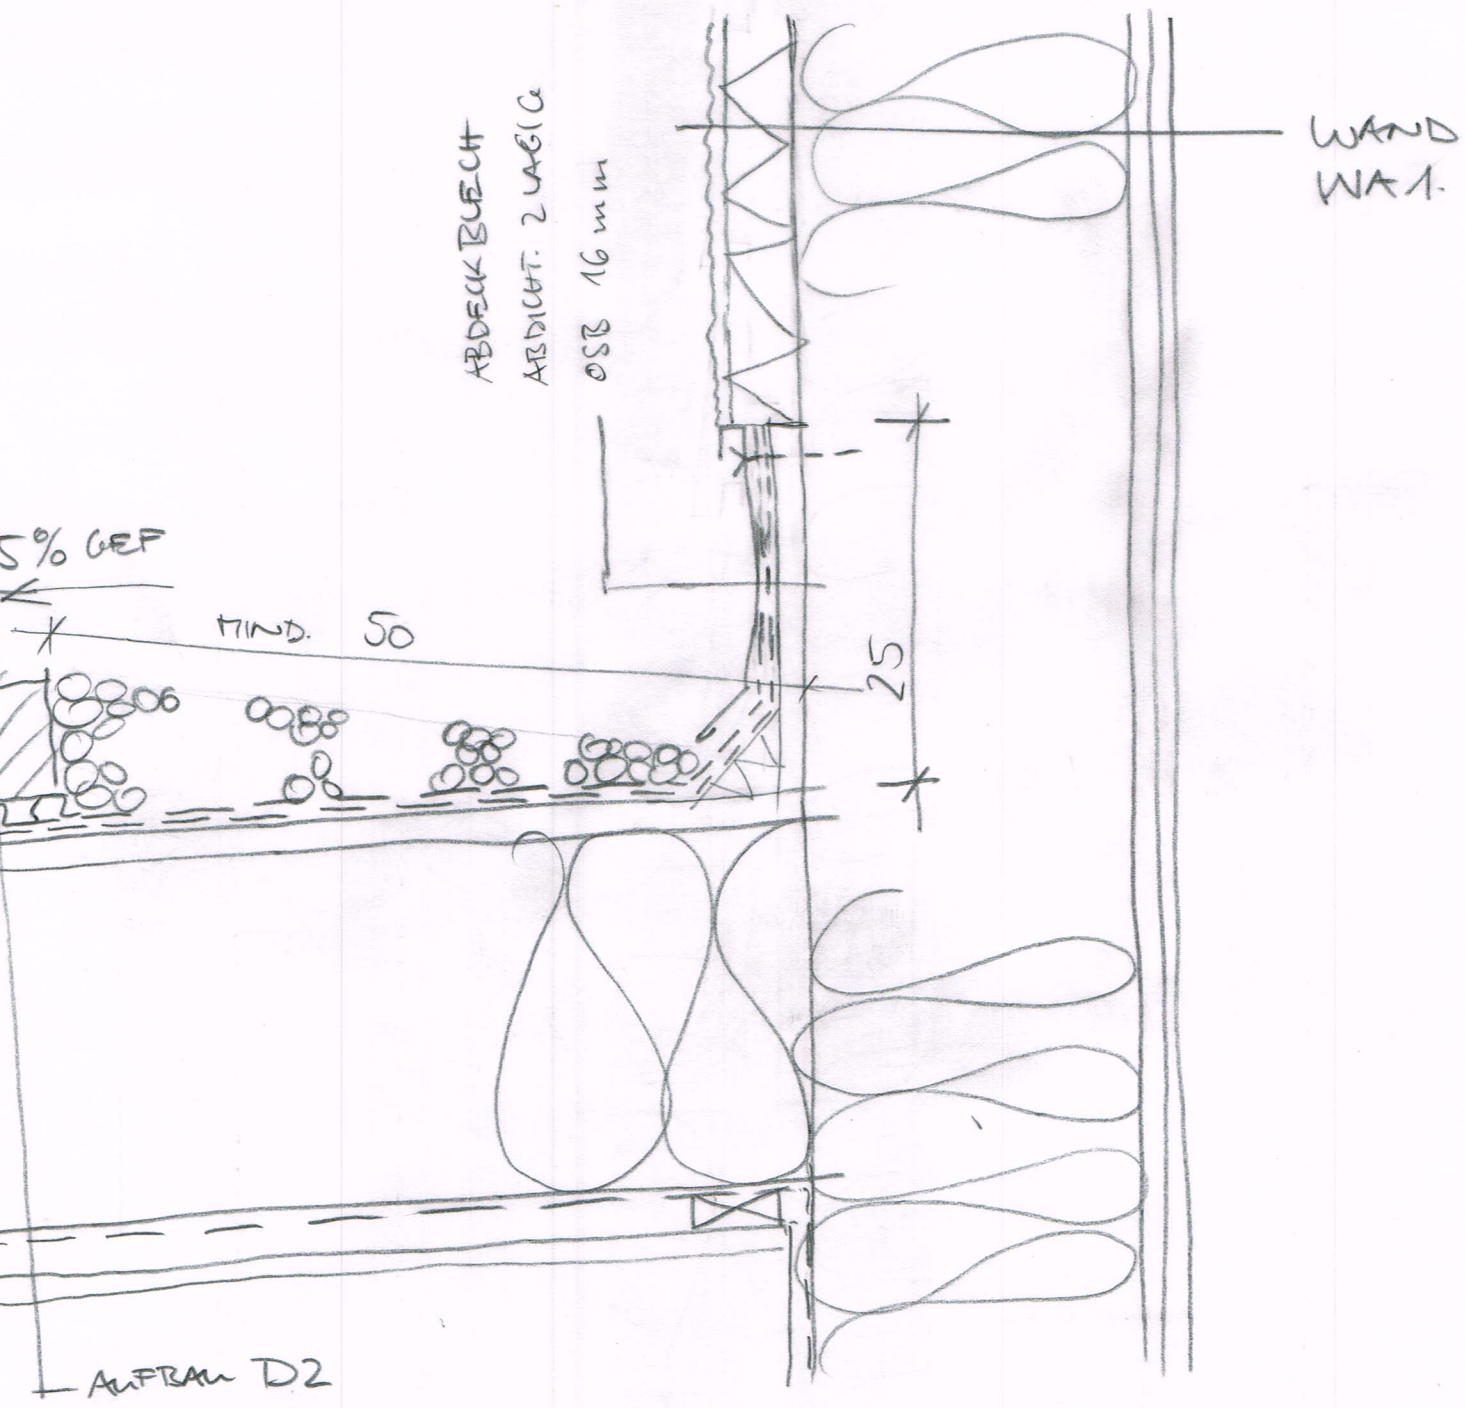 ABDECKBLECH
ABDICHT. 2 LAGIG
OSB 16 mm
WAND
WA1.
5% GEF
MIND. 50
25
AUFBAU D2